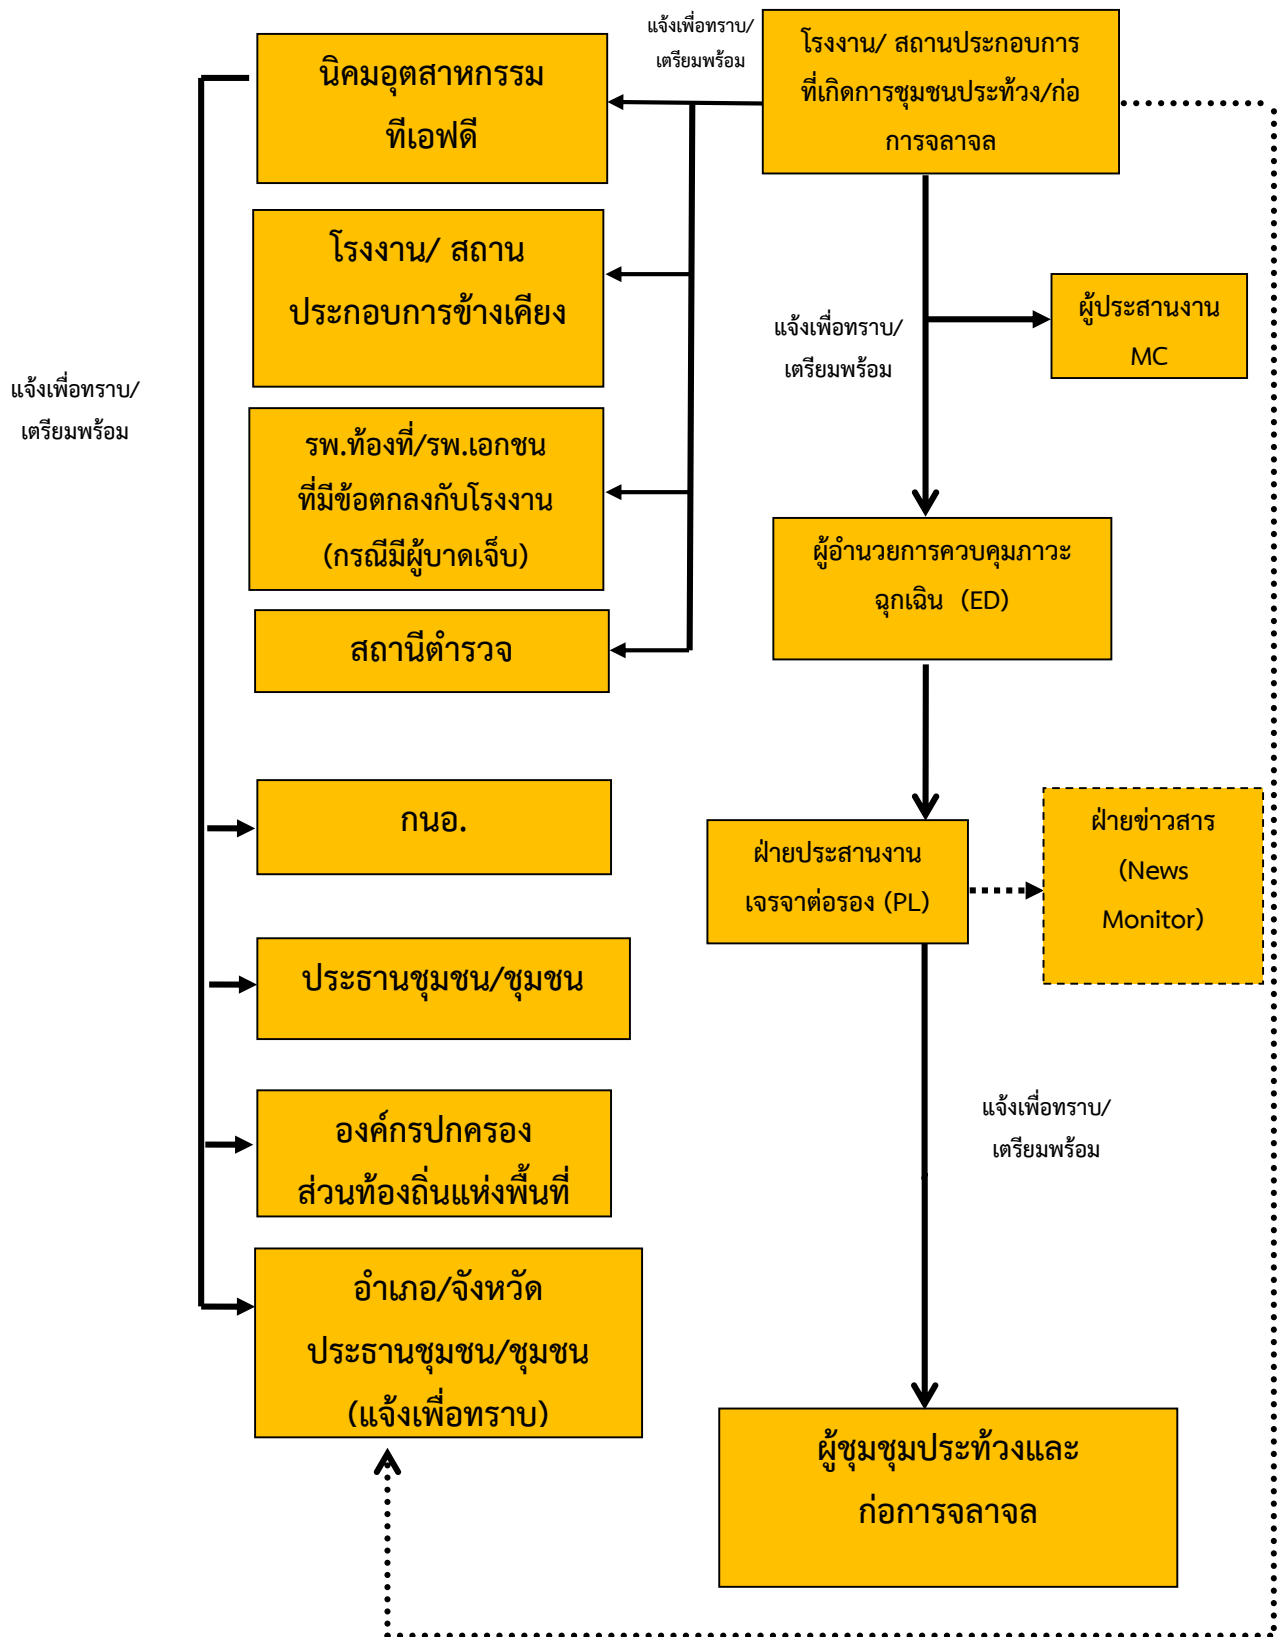 แจ้งเพื่อทราบ/
เตรียมพร้อม
โรงงาน/ สถานประกอบการ
ที่เกิดการชุมชนประท้วง/ก่อ
การจลาจล
นิคมอุตสาหกรรม
ทีเอฟดี
โรงงาน/ สถาน
ประกอบการข้างเคียง
แจ้งเพื่อทราบ/
เตรียมพร้อม
ผู้ประสานงาน
MC
แจ้งเพื่อทราบ/
เตรียมพร้อม
รพ.ท้องที่/รพ.เอกชน
ที่มีข้อตกลงกับโรงงาน
(กรณีมีผู้บาดเจ็บ)
ผู้อำนวยการควบคุมภาวะ
ฉุกเฉิน (ED)
สถานีตำรวจ
กนอ.
ฝ่ายประสานงาน
เจรจาต่อรอง (PL)
ฝ่ายข่าวสาร
(News
Monitor)
ประธานชุมชน/ชุมชน
แจ้งเพื่อทราบ/
เตรียมพร้อม
องค์กรปกครอง
ส่วนท้องถิ่นแห่งพื้นที่
อำเภอ/จังหวัด
ประธานชุมชน/ชุมชน
(แจ้งเพื่อทราบ)
ผู้ชุมชุมประท้วงและ
ก่อการจลาจล